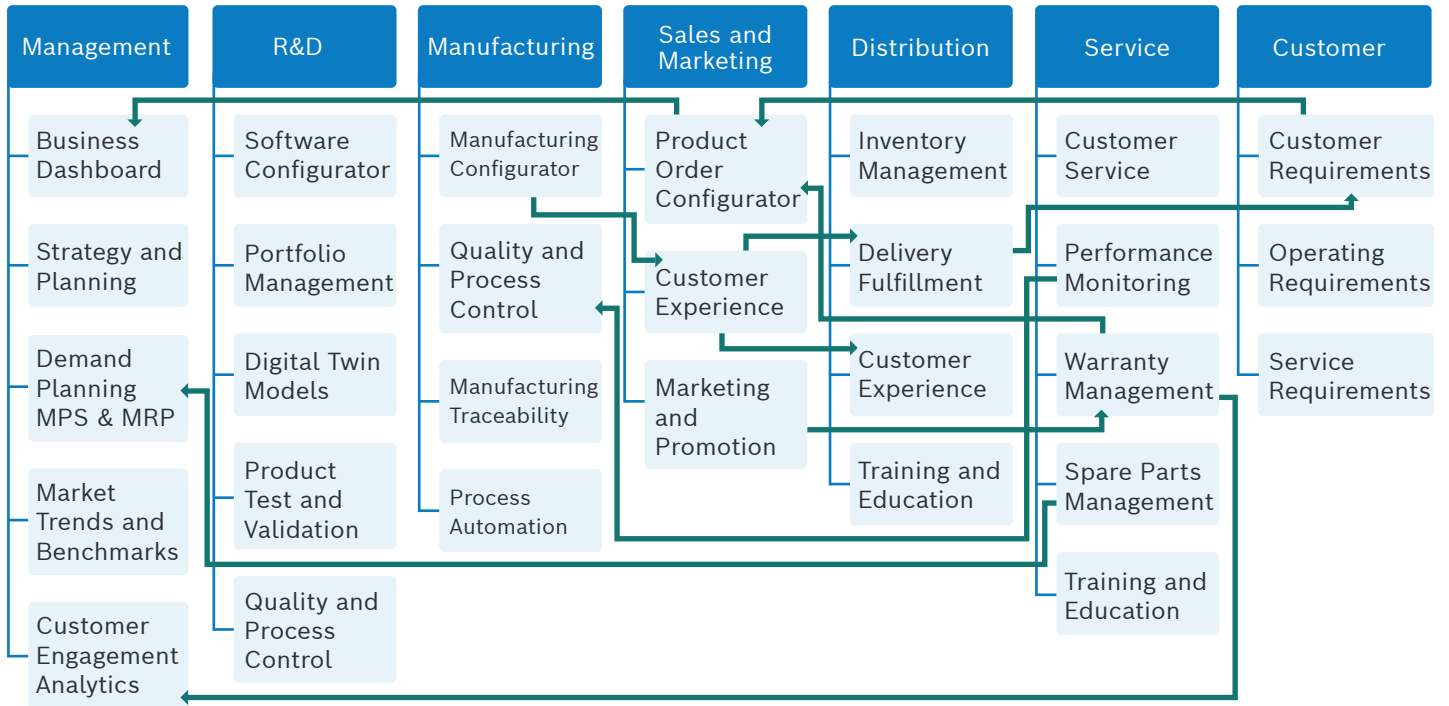 Management
Business
Dashboard
Strategy and
Planning
Demand
Planning
MPS & MRP
Market
Trends and
Benchmarks
Customer
Engagement
Analytics
R&D
Software
Configurator
Portfolio
Management
Digital Twin
Models
Product
Test and
Validation
Quality and
Process
Control
Manufacturing
Manufacturing
Configurator
Quality and
Process
Control
Manufacturing
Traceability
Process
Automation
Sales and
Marketing
Product
Order
Configurator
Customer
Experience
Marketing
and
Promotion
Distribution
Inventory
Management
Delivery
Fulfillment
Customer
Experience
Training and
Education
Service
Customer
Service
Performance
Monitoring
Warranty
Management
Spare Parts
Management
Training and
Education
Customer
Customer
Requirements
Operating
Requirements
Service
Requirements